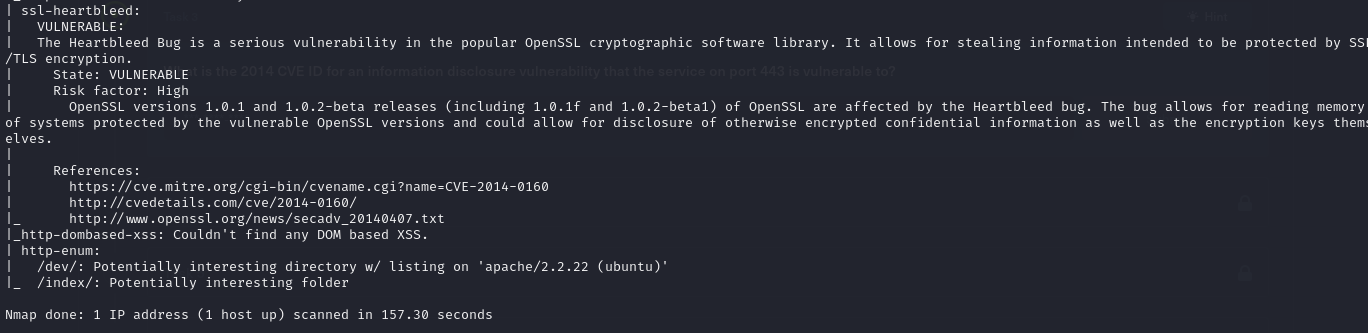 | ssl-heartbleed:
|   VULNERABLE:
|   The Heartbleed Bug is a serious vulnerability in the popular OpenSSL cryptographic software library. It allows for stealing information intended to be protected by SSL
/TLS encryption.
|     State: VULNERABLE
What is the 2014 CVE ID for an information disclosure vulnerability that the service on port 443 is vulnerable to?
|     Risk factor: High
|       OpenSSL versions 1.0.1 and 1.0.2-beta releases (including 1.0.1f and 1.0.2-beta1) of OpenSSL are affected by the Heartbleed bug. The bug allows for reading memory
of systems protected by the vulnerable OpenSSL versions and could allow for disclosure of otherwise encrypted confidential information as well as the encryption keys thems
elves.
|
|     References:
|       https://cve.mitre.org/cgi-bin/cvename.cgi?name=CVE-2014-0160
|       http://cvedetails.com/cve/2014-0160/
|_      http://www.openssl.org/news/secadv_20140407.txt
|_http-dombased-xss: Couldn't find any DOM based XSS.
| http-enum:
|   /dev/: Potentially interesting directory w/ listing on 'apache/2.2.22 (ubuntu)'
|_  /index/: Potentially interesting folder
Nmap done: 1 IP address (1 host up) scanned in 157.30 seconds